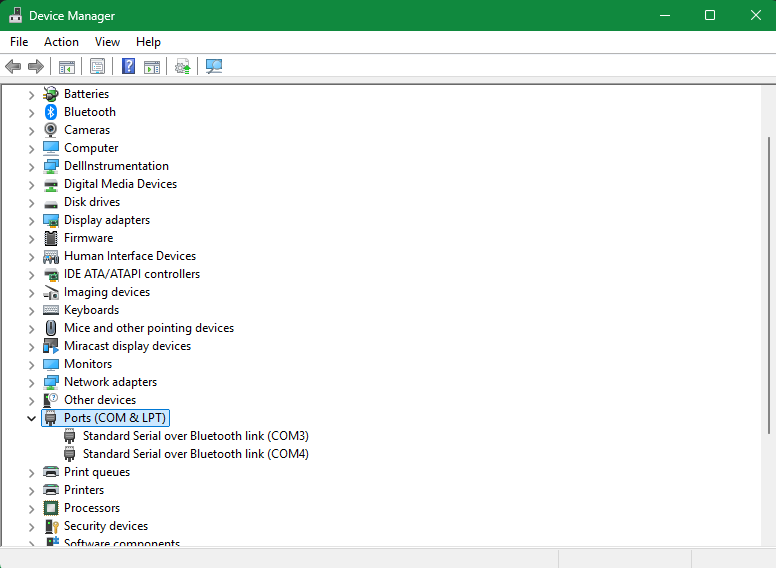 Device Manager
File Action View Help
Batteries
Bluetooth
Cameras
Computer
DellInstrumentation
Digital Media Devices
Disk drives
Display adapters
Firmware
Human Interface Devices
IDE ATA/ATAPI controllers
Imaging devices
Keyboards
Mice and other pointing devices
Miracast display devices
Monitors
Network adapters
Other devices
Ports (COM & LPT)
Standard Serial over Bluetooth link (COM3)
Standard Serial over Bluetooth link (COM4)
Print queues
Printers
Processors
Security devices
Software components